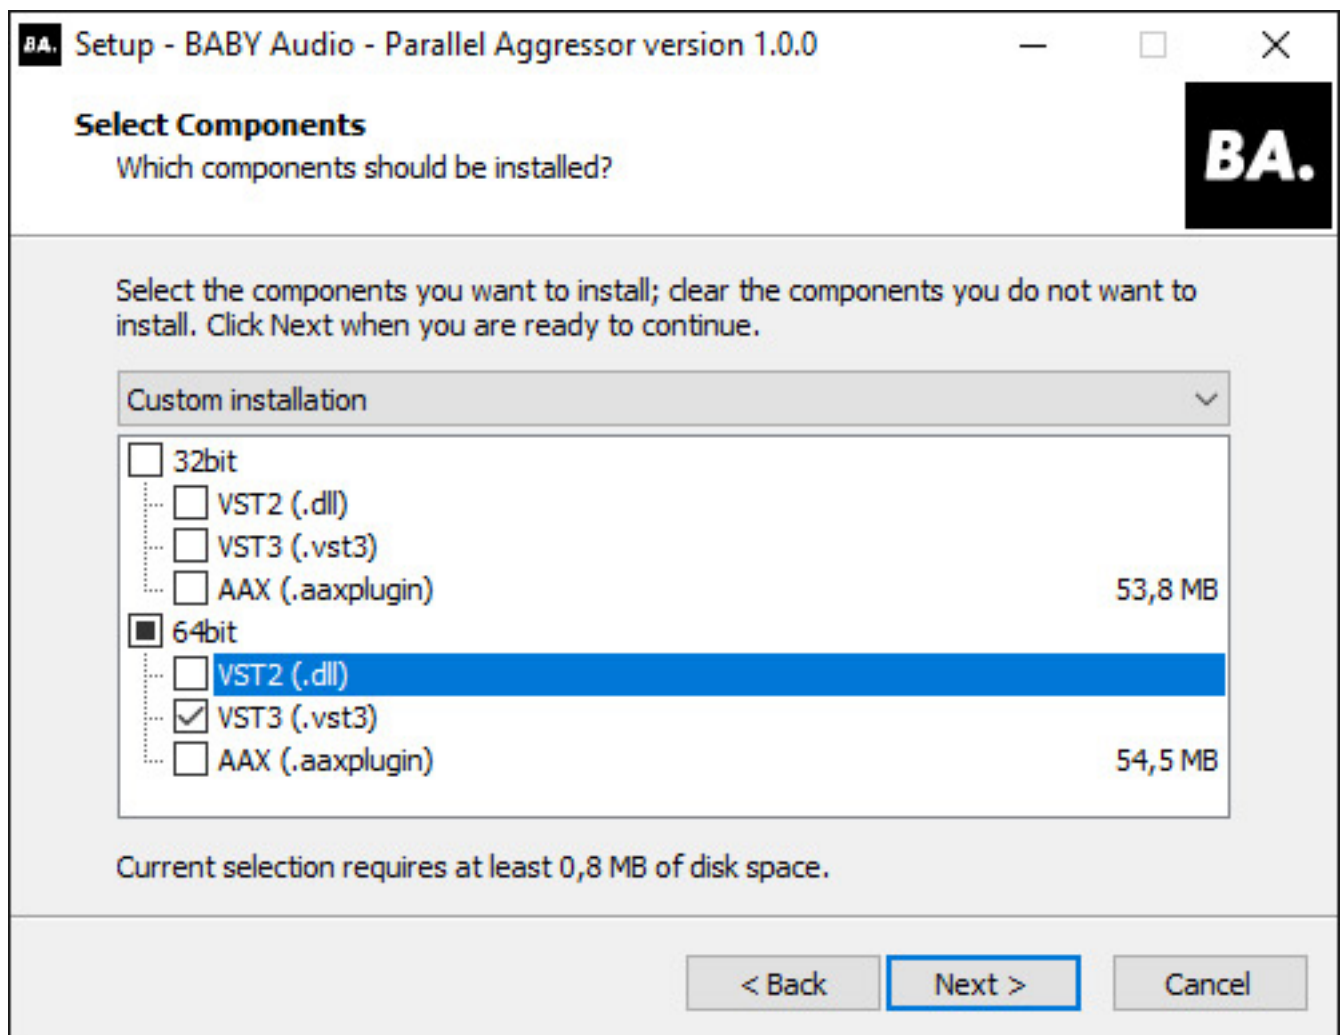 BA. Setup - BABY Audio - Parallel Aggressor version 1.0.0
Select Components
Which components should be installed?
BA.
Select the components you want to install; clear the components you do not want to
install. Click Next when you are ready to continue.
Custom installation
32bit
VST2 (.dll)
VST3 (.vst3)
AAX (.aaxplugin) 53,8 MB
64bit
VST2 (.dll)
VST3 (.vst3)
AAX (.aaxplugin) 54,5 MB
Current selection requires at least 0,8 MB of disk space.
< Back Next > Cancel